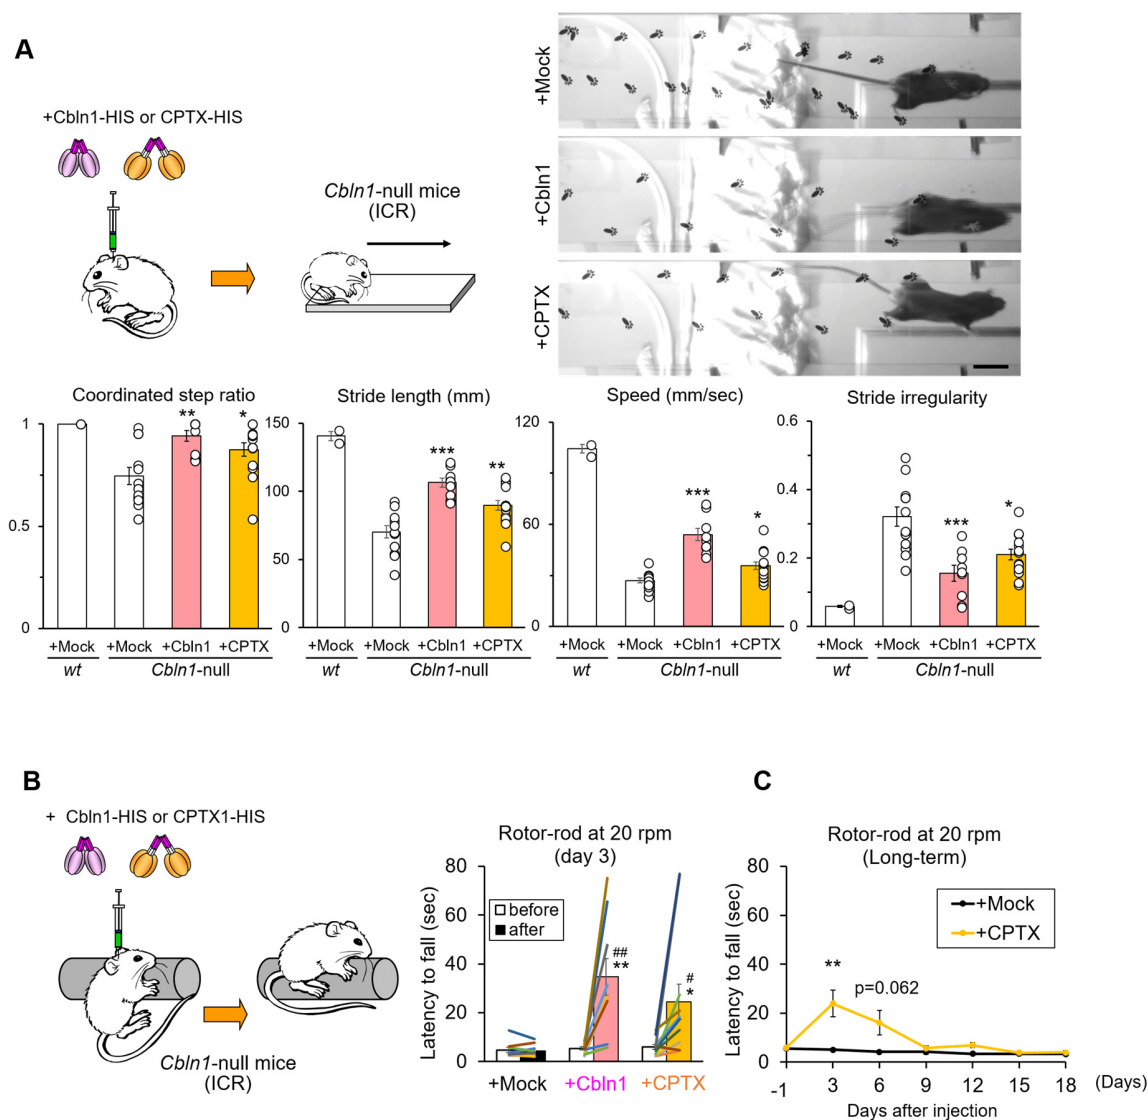 A
+Cbln1-HIS or CPTX-HIS
Cbln1-null mice
(ICR)
+Mock
+Cbln1
+CPTX
Coordinated step ratio
1
0.5
0
**
*
+Mock +Mock +Cbln1 +CPTX
wt Cbln1-null
Stride length (mm)
150
100
50
0
***
**
+Mock +Mock +Cbln1 +CPTX
wt Cbln1-null
Speed (mm/sec)
120
60
0
***
*
+Mock +Mock +Cbln1 +CPTX
wt Cbln1-null
Stride irregularity
0.6
0.4
0.2
0
***
*
+Mock +Mock +Cbln1 +CPTX
wt Cbln1-null
B
+ Cbln1-HIS or CPTX1-HIS
Cbln1-null mice
(ICR)
Rotor-rod at 20 rpm
(day 3)
Latency to fall (sec)
80
60
40
20
0
before
after
##
**
#
*
+Mock +Cbln1 +CPTX
C
Rotor-rod at 20 rpm
(Long-term)
Latency to fall (sec)
80
60
40
20
0
+Mock
+CPTX
**
p=0.062
-1 3 6 9 12 15 18 (Days)
Days after injection